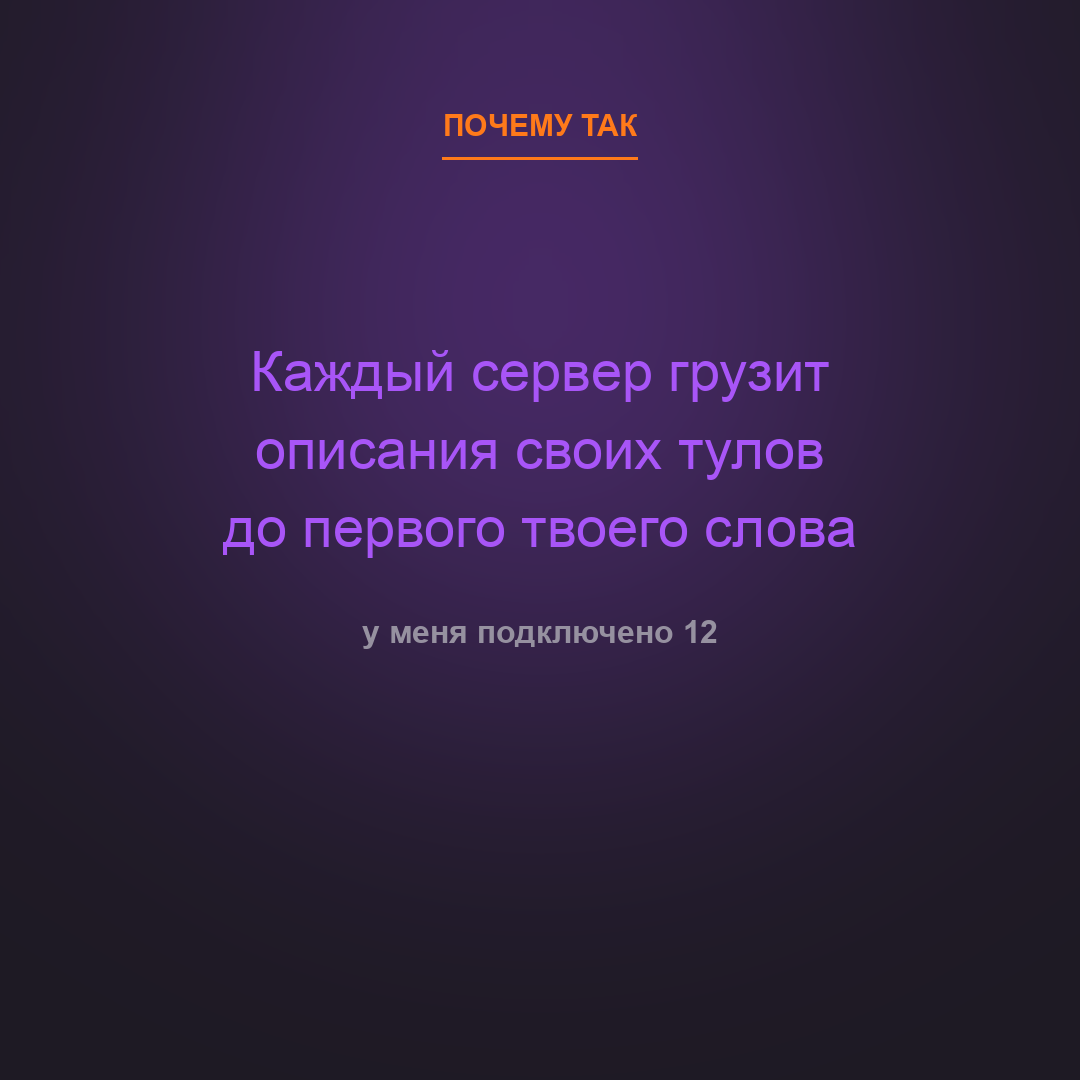 ПОЧЕМУ ТАК
Каждый сервер грузит
описания своих тулов
до первого твоего слова
у меня подключено 12